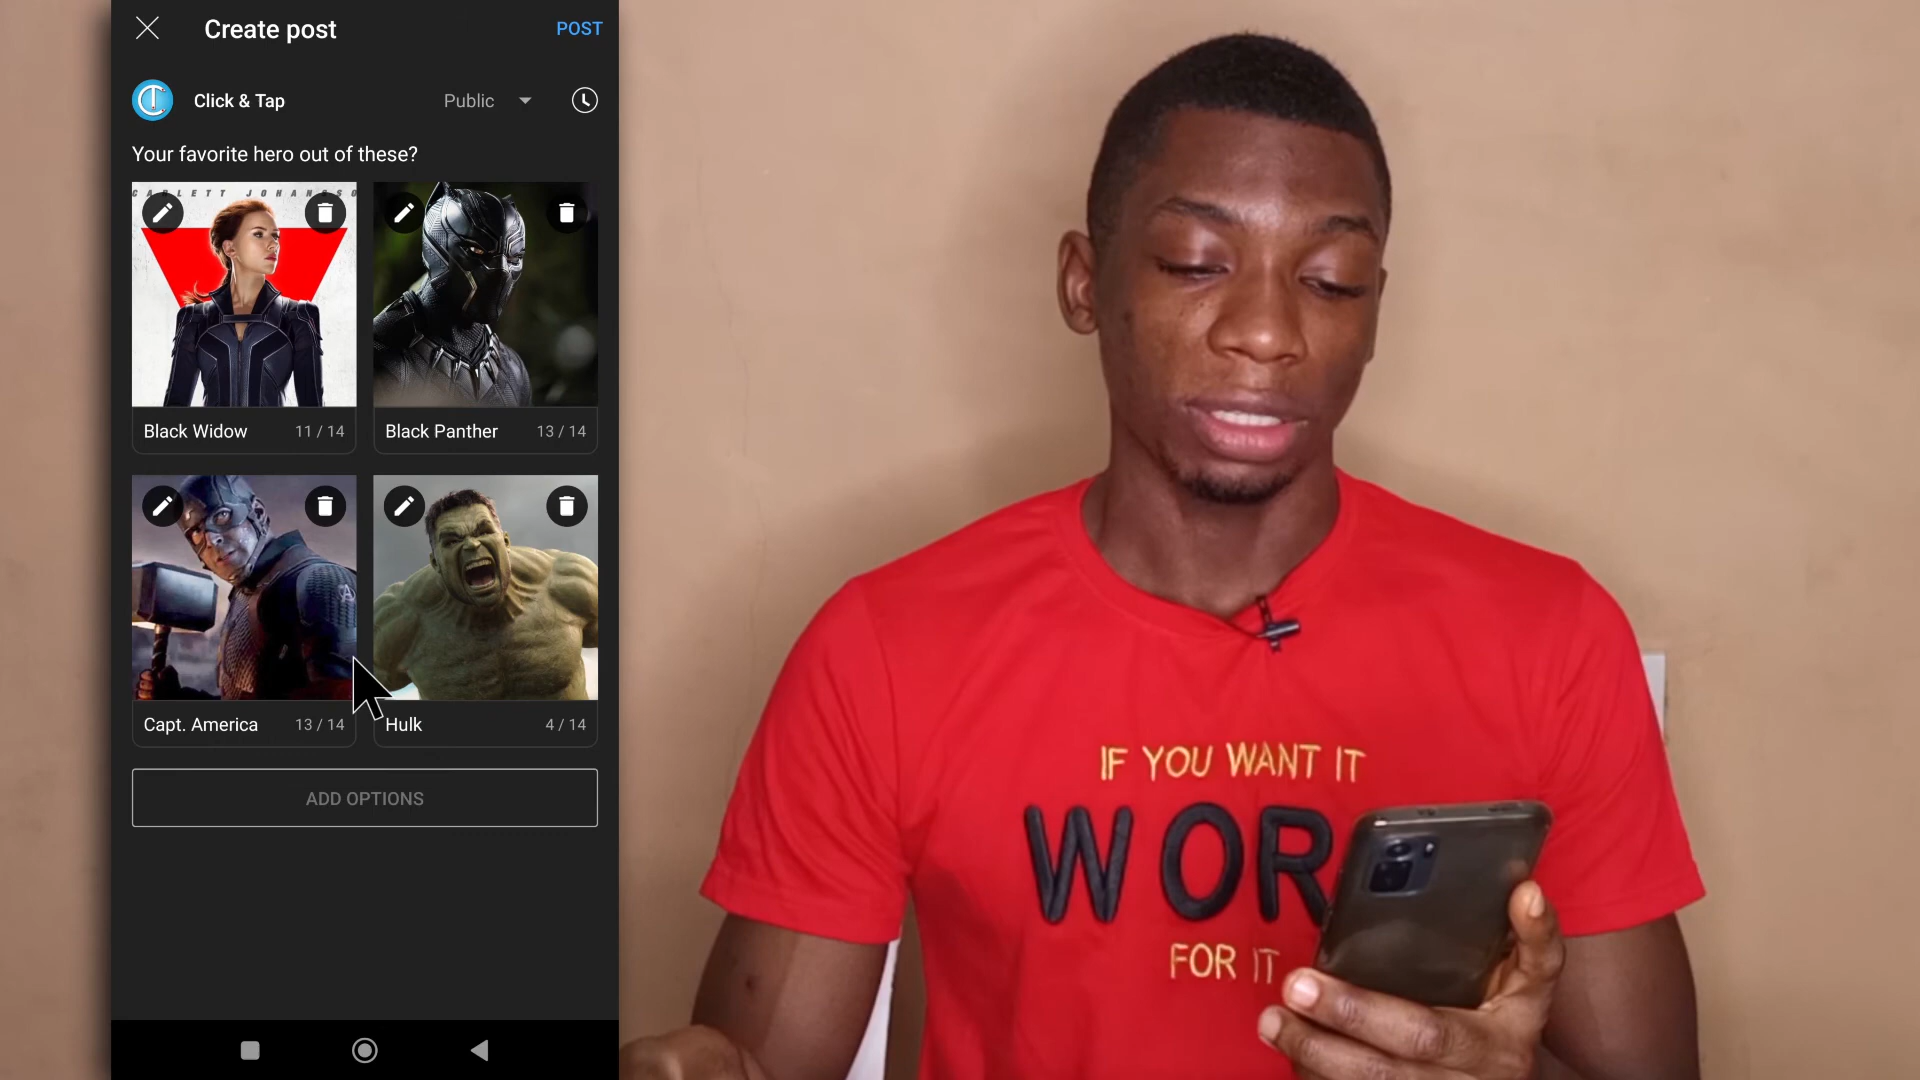 Create post
POST
Click & Tap
Public
Your favorite hero out of these?
Black Widow 11 / 14
Black Panther 13 / 14
Capt. America 13 / 14
Hulk 4 / 14
ADD OPTIONS
IF YOU WANT IT
WOR
FOR IT